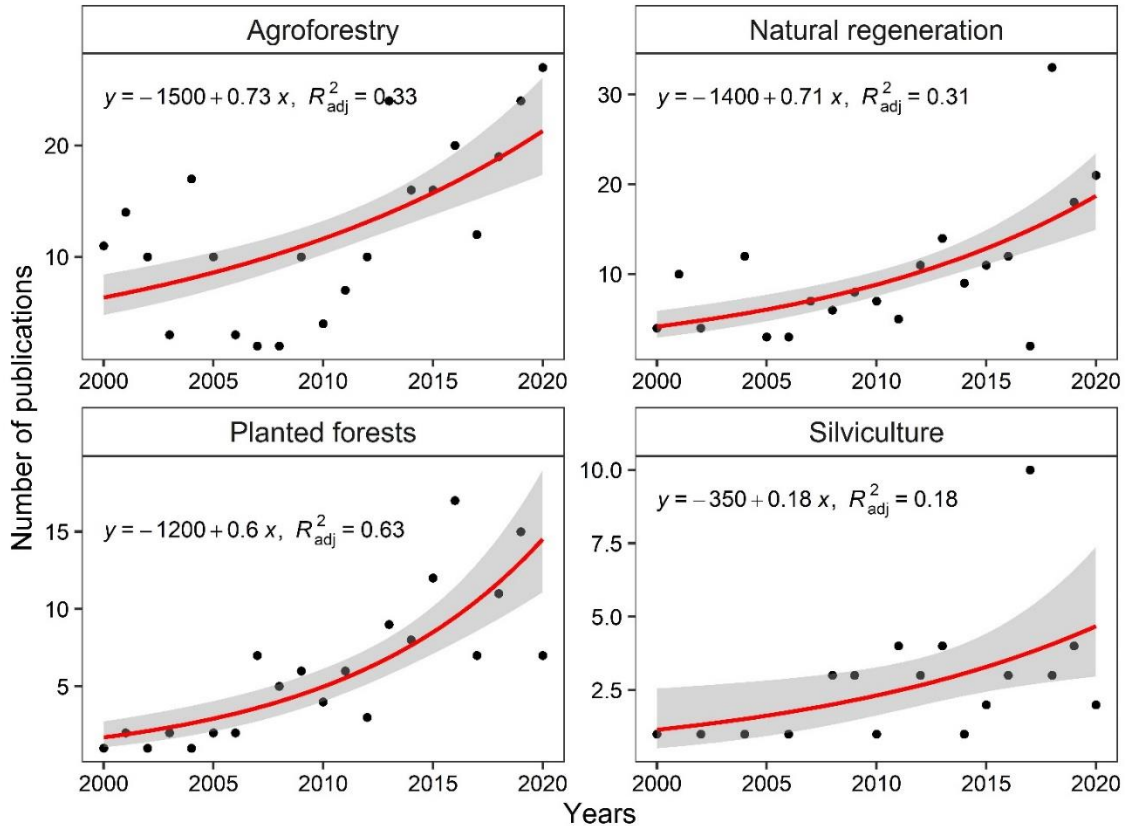 Agroforestry
y = −1500 + 0.73 x, R²adj = 0.33
20
10
2000 2005 2010 2015 2020
Natural regeneration
y = −1400 + 0.71 x, R²adj = 0.31
30
20
10
2000 2005 2010 2015 2020
Number of publications
Planted forests
y = −1200 + 0.6 x, R²adj = 0.63
15
10
5
2000 2005 2010 2015 2020
Silviculture
10.0
y = −350 + 0.18 x, R²adj = 0.18
7.5
5.0
2.5
2000 2005 2010 2015 2020
Years